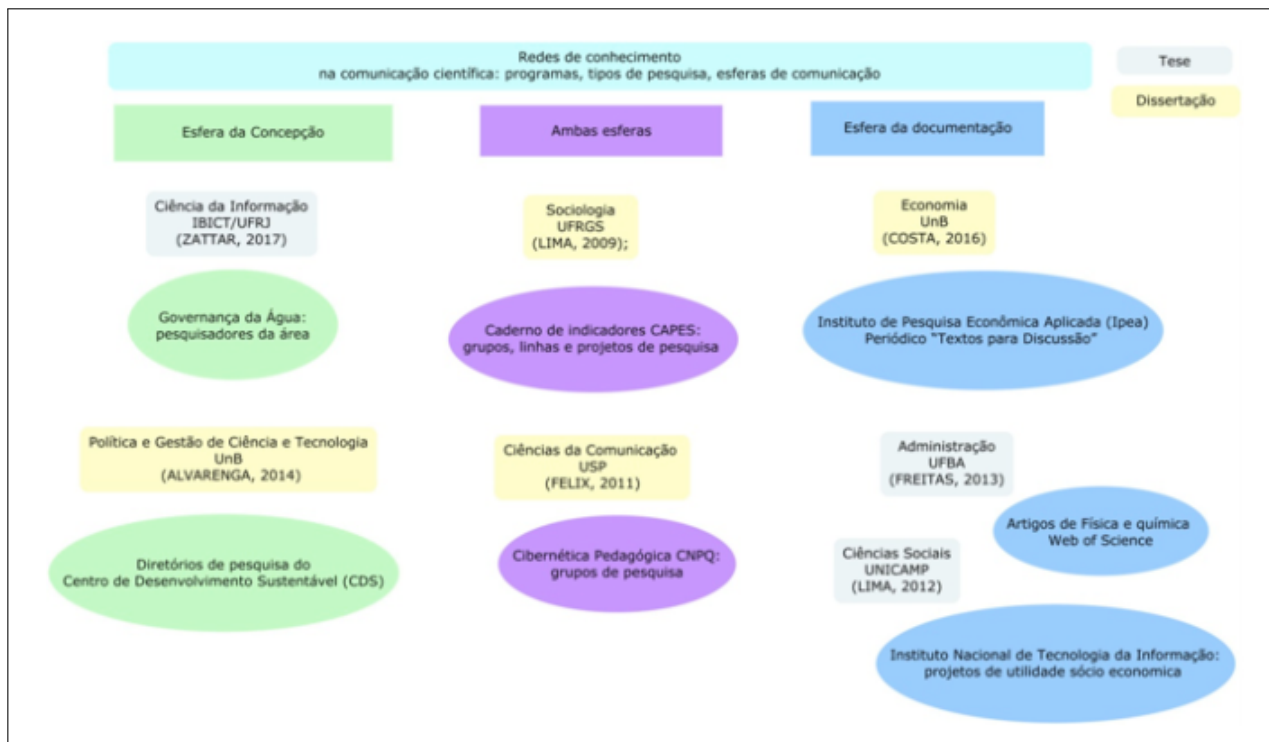 Redes de conhecimento
na comunicação científica: programas, tipos de pesquisa, esferas de comunicação
Tese
Dissertação
Esfera da Concepção
Ambas esferas
Esfera da documentação
Ciência da Informação
IBICT/UFRJ
(ZATTAR, 2017)
Sociologia
UFRGS
(LIMA, 2009);
Economia
UnB
(COSTA, 2016)
Governança da Água:
pesquisadores da área
Caderno de indicadores CAPES:
grupos, linhas e projetos de pesquisa
Instituto de Pesquisa Econômica Aplicada (Ipea)
Periódico "Textos para Discussão"
Política e Gestão de Ciência e Tecnologia
UnB
(ALVARENGA, 2014)
Ciências da Comunicação
USP
(FELIX, 2011)
Administração
UFBA
(FREITAS, 2013)
Diretórios de pesquisa do
Centro de Desenvolvimento Sustentável (CDS)
Cibernética Pedagógica CNPQ:
grupos de pesquisa
Artigos de Física e química
Web of Science
Ciências Sociais
UNICAMP
(LIMA, 2012)
Instituto Nacional de Tecnologia da Informação:
projetos de utilidade sócio economica